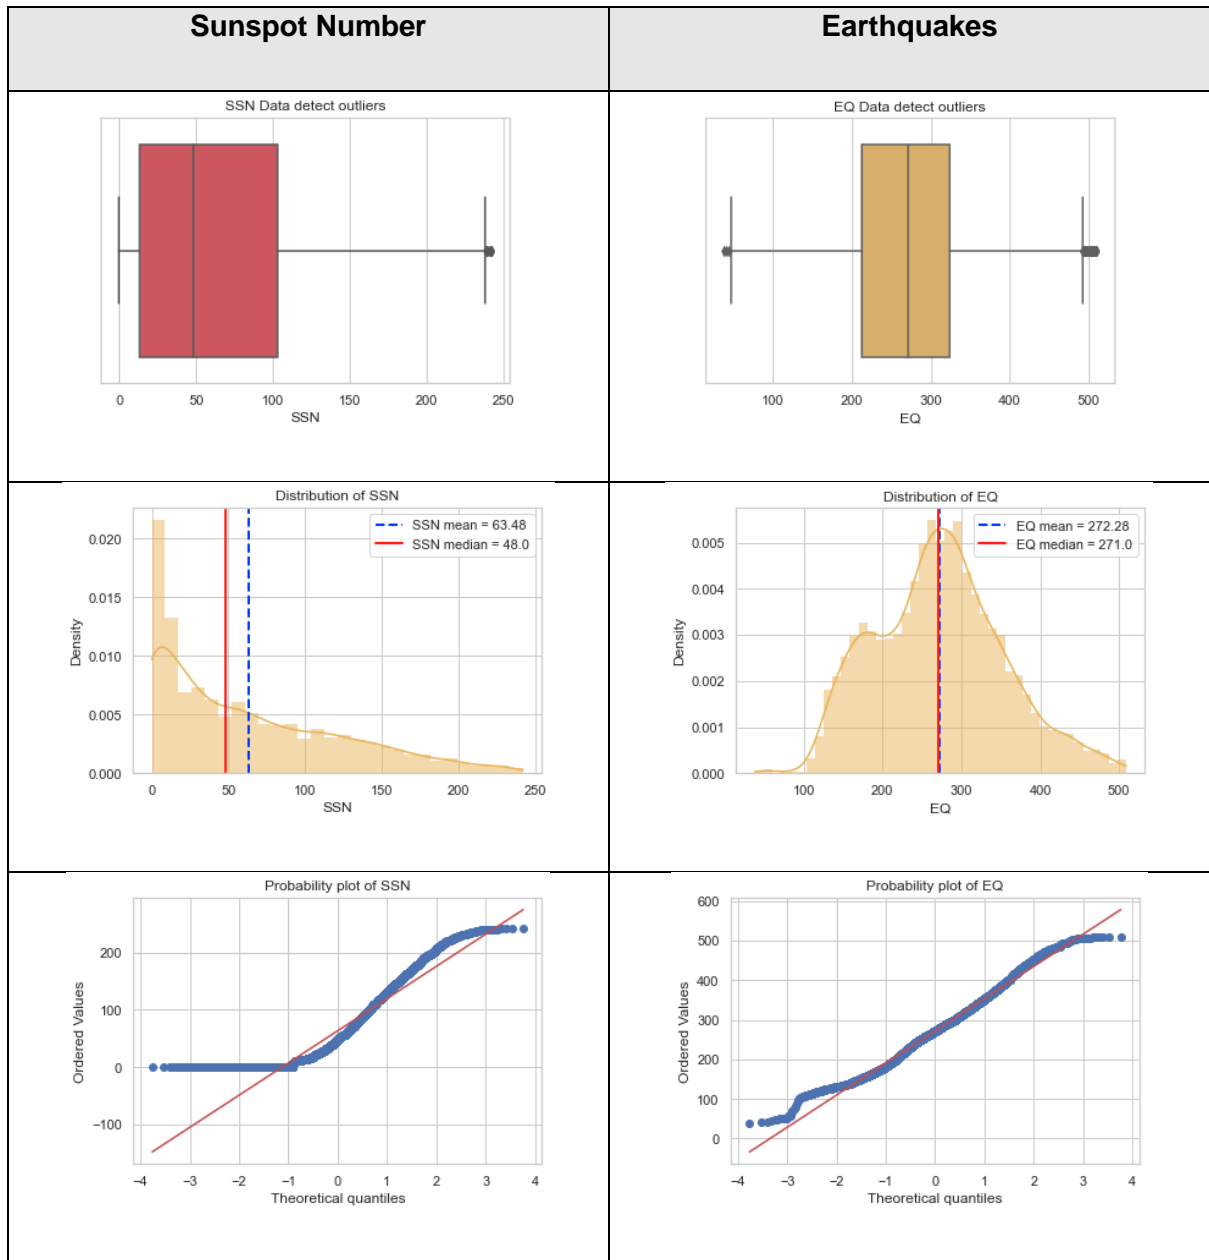 Sunspot Number
Earthquakes
SSN Data detect outliers
0 50 100 150 200 250
SSN
EQ Data detect outliers
100 200 300 400 500
EQ
Distribution of SSN
SSN mean = 63.48
SSN median = 48.0
Density
0.020
0.015
0.010
0.005
0.000
0 50 100 150 200 250
SSN
Distribution of EQ
EQ mean = 272.28
EQ median = 271.0
Density
0.005
0.004
0.003
0.002
0.001
0.000
100 200 300 400 500
EQ
Probability plot of SSN
Ordered Values
200
100
0
−100
−4 −3 −2 −1 0 1 2 3 4
Theoretical quantiles
Probability plot of EQ
Ordered Values
600
500
400
300
200
100
0
−4 −3 −2 −1 0 1 2 3 4
Theoretical quantiles